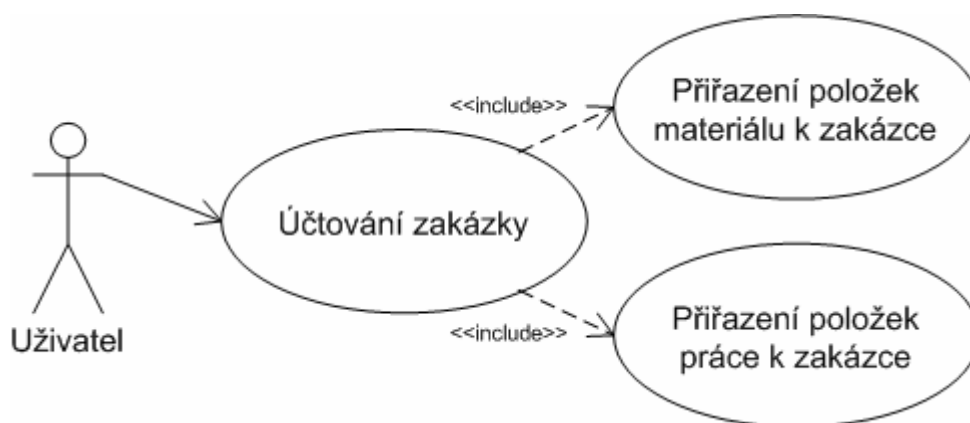 Přiřazení položek
materiálu k zakázce
<<include>>
Účtování zakázky
Uživatel
<<include>>
Přiřazení položek
práce k zakázce